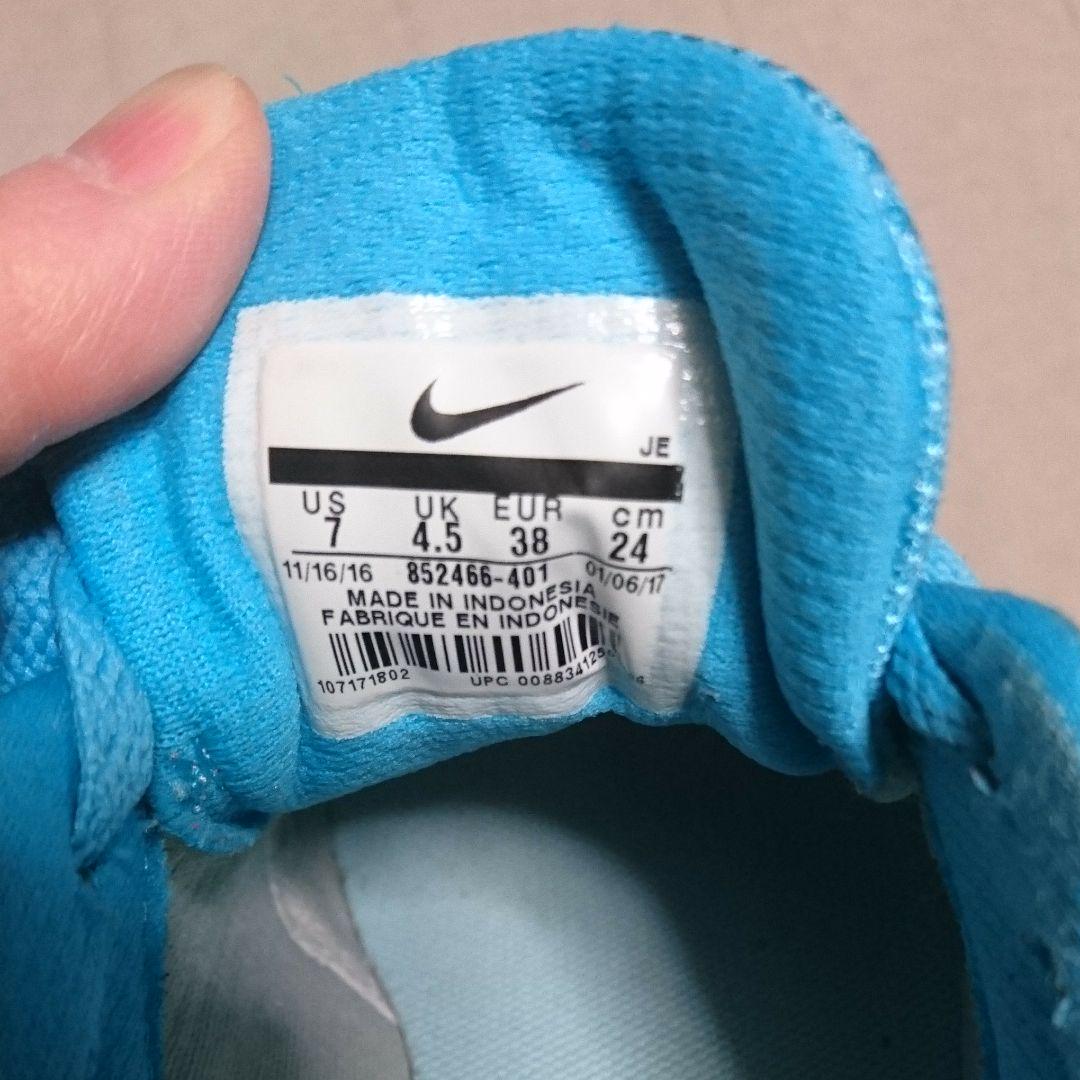 JE
US UK EUR cm
7 4.5 38 24
11/16/16 852466-401 01/06/17
MADE IN INDONESIA
FABRIQUE EN INDONESIE
107171802 UPC